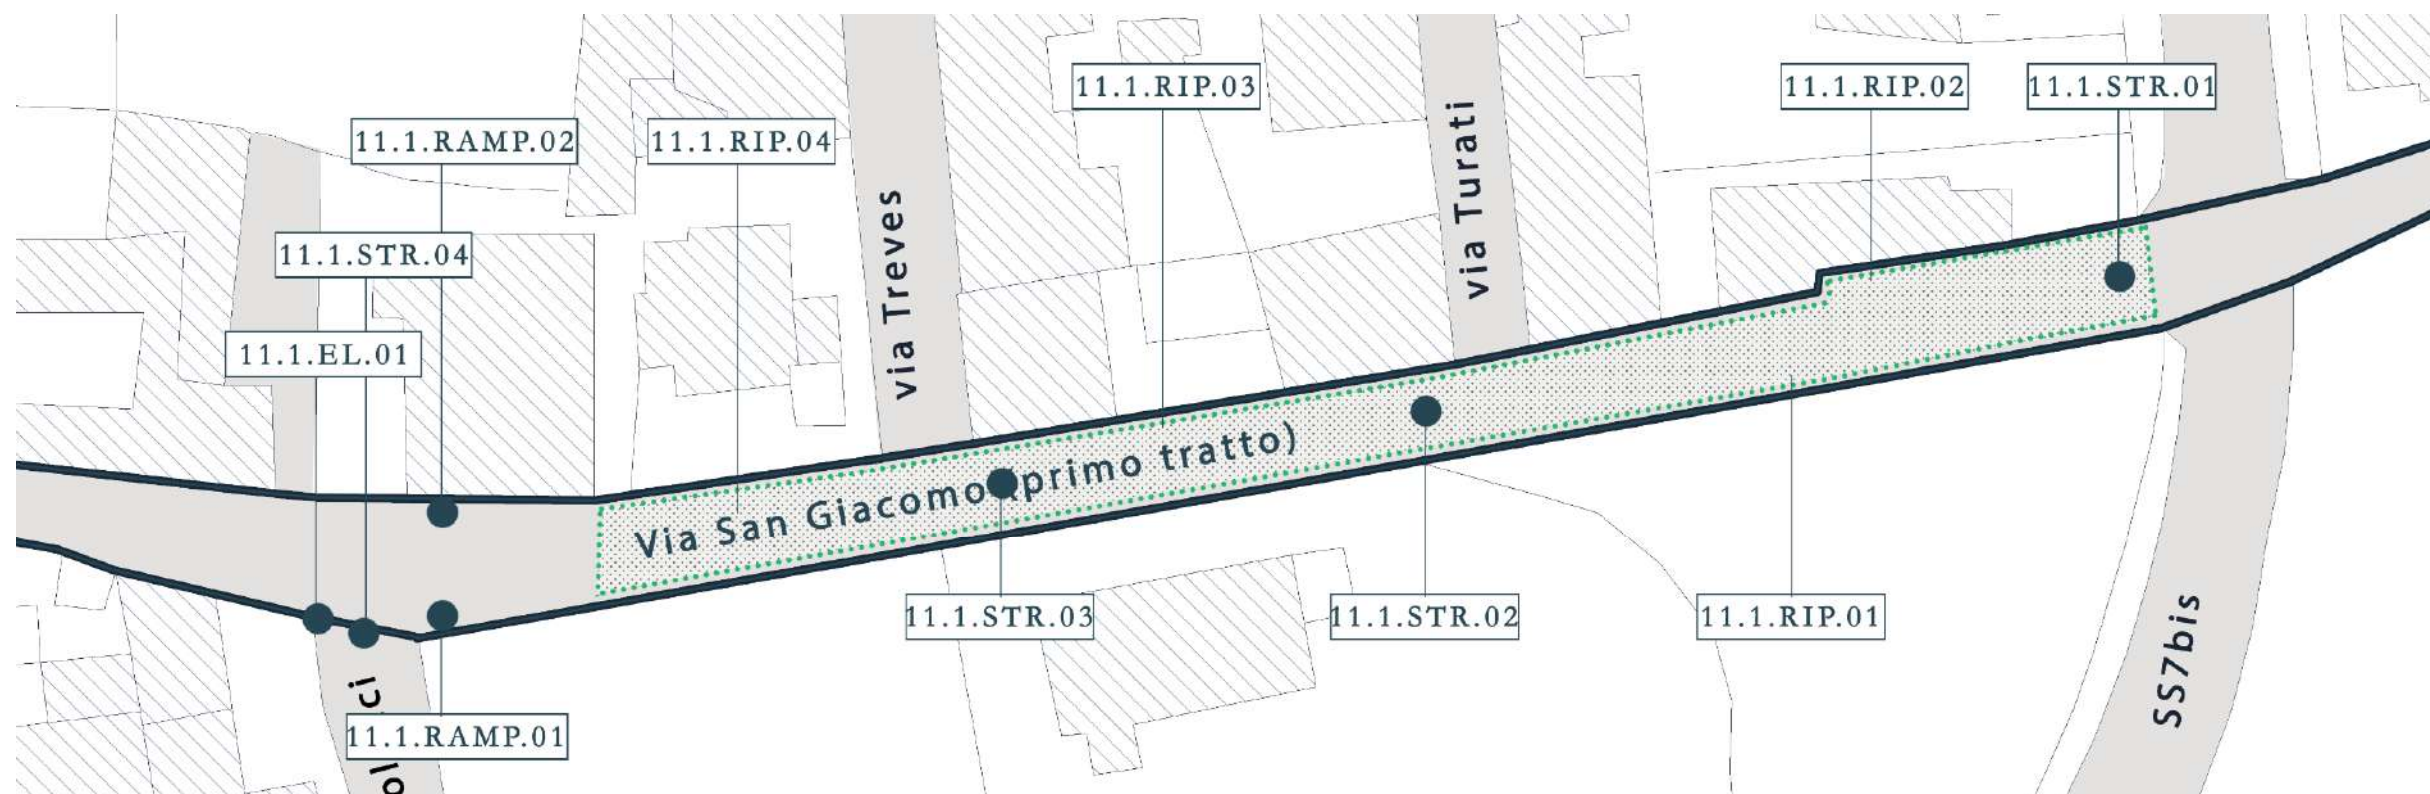 11.1.RIP.03
11.1.RIP.02
11.1.STR.01
11.1.RAMP.02
11.1.RIP.04
via Treves
via Turati
11.1.STR.04
11.1.EL.01
Via San Giacomo (primo tratto)
11.1.STR.03
11.1.STR.02
11.1.RIP.01
SS7bis
11.1.RAMP.01